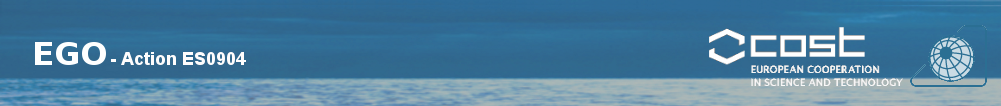 EGO - Action ES0904
cost
EUROPEAN COOPERATION
IN SCIENCE AND TECHNOLOGY